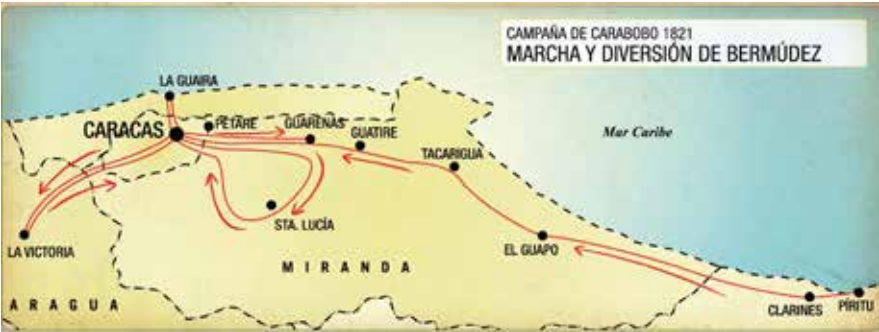 CAMPAÑA DE CARABOBO 1821
MARCHA Y DIVERSIÓN DE BERMÚDEZ
LA GUAIRA
CARACAS
PETARE
GUARENAS
GUATIRE
TACARIGUA
Mar Caribe
STA. LUCÍA
LA VICTORIA
EL GUAPO
MIRANDA
ARAGUA
CLARINES
PÍRITU